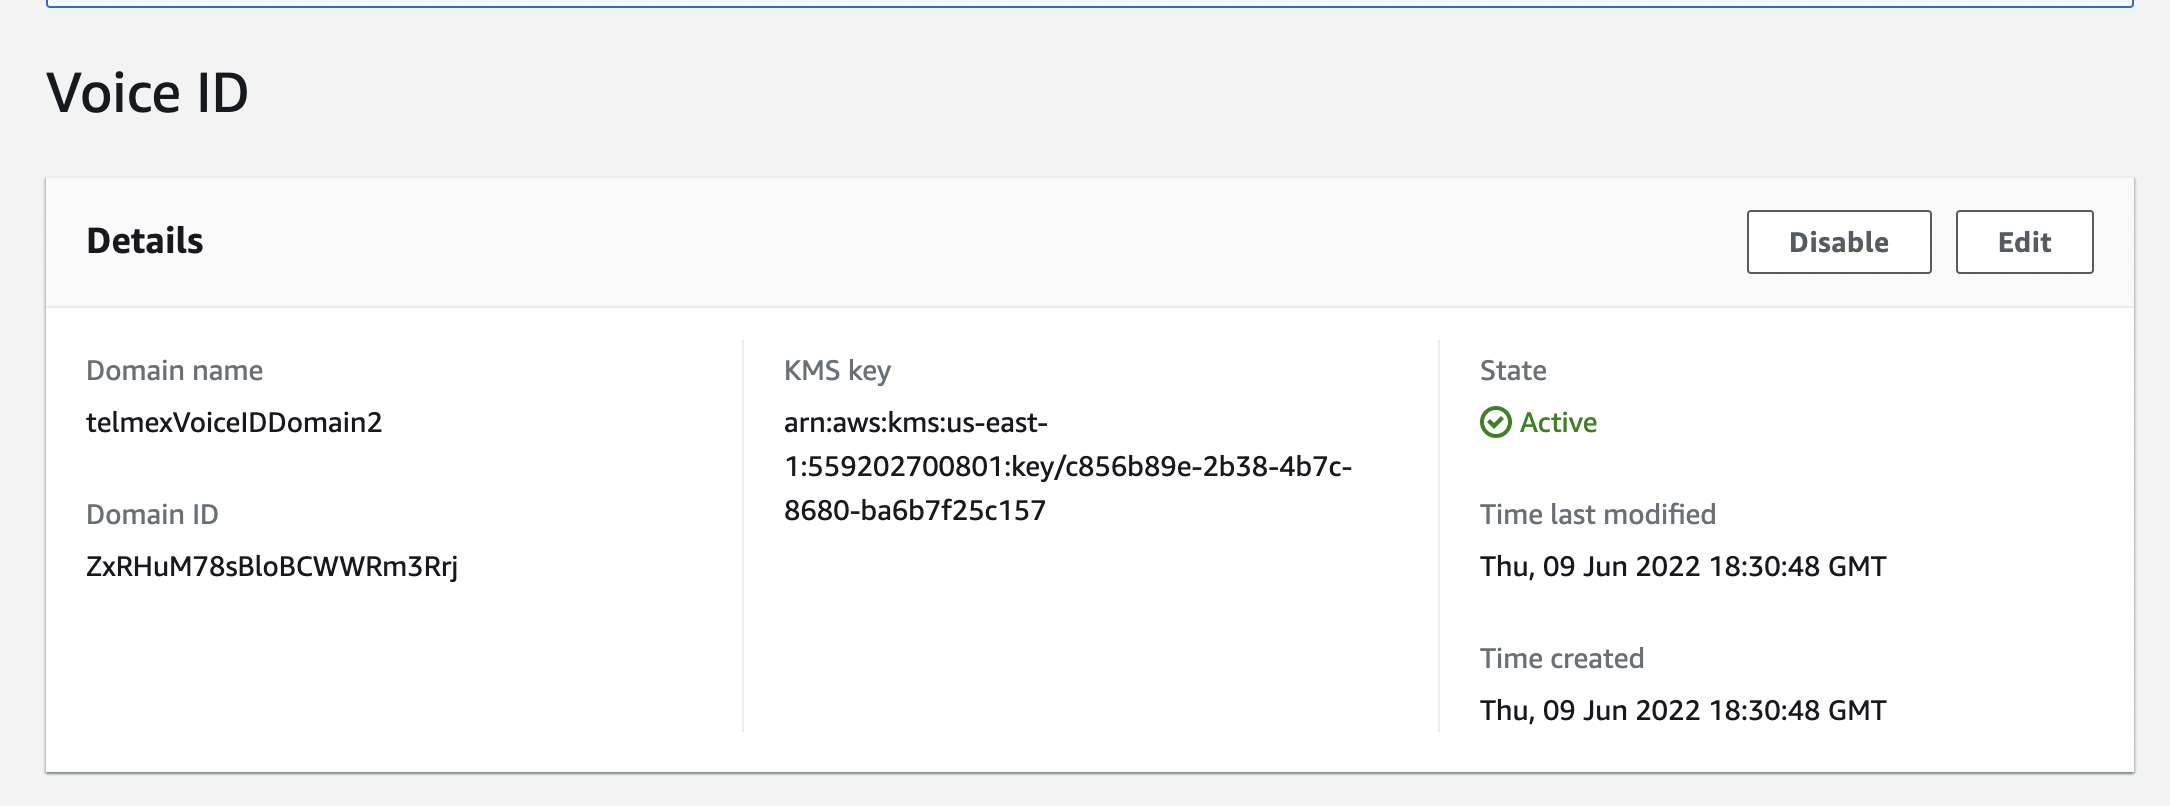 Voice ID
Details
Disable
Edit
Domain name
telmexVoiceIDDomain2
Domain ID
ZxRHuM78sBloBCWWRm3Rrj
KMS key
arn:aws:kms:us-east-
1:559202700801:key/c856b89e-2b38-4b7c-
8680-ba6b7f25c157
State
Active
Time last modified
Thu, 09 Jun 2022 18:30:48 GMT
Time created
Thu, 09 Jun 2022 18:30:48 GMT